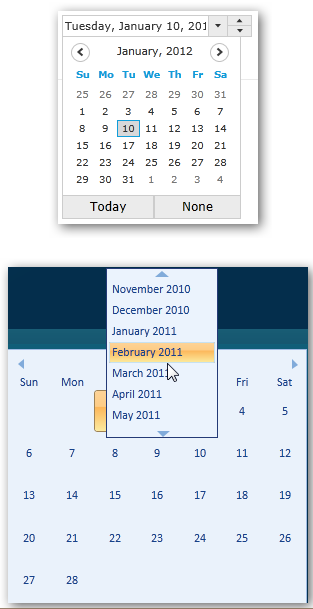 Tuesday, January 10, 201
January, 2012
Su Mo Tu We Th Fr Sa
25 26 27 28 29 30 31
1 2 3 4 5 6 7
8 9 10 11 12 13 14
15 16 17 18 19 20 21
22 23 24 25 26 27 28
29 30 31 1 2 3 4
Today None
November 2010
December 2010
January 2011
February 2011
March 2011
April 2011
May 2011
Sun Mon Fri Sat
4 5
6 7 8 9 10 11 12
13 14 15 16 17 18 19
20 21 22 23 24 25 26
27 28